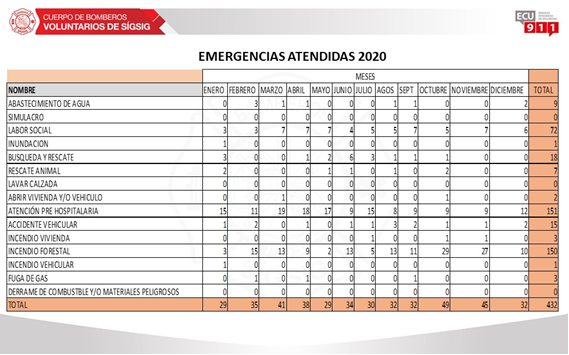 CUERPO DE BOMBEROS
VOLUNTARIOS DE SÍGSIG
ECU
911
EMERGENCIAS ATENDIDAS 2020
MESES
NOMBRE ENERO FEBRERO MARZO ABRIL MAYO JUNIO JULIO AGOS SEPT OCTUBRE NOVIEMBRE DICIEMBRE TOTAL
ABASTECIMIENTO DE AGUA 0 3 1 1 0 0 0 1 1 0 0 2 9
SIMULACRO 0 0 0 0 0 0 0 0 0 0 0 0 0
LABOR SOCIAL 3 3 7 7 7 4 5 5 7 5 7 6 72
INUNDACION 1 0 0 0 0 0 0 0 0 0 0 0 1
BUSQUEDA Y RESCATE 3 0 0 1 2 6 3 1 1 1 0 0 18
RESCATE ANIMAL 2 0 0 0 1 1 0 1 0 2 0 0 7
LAVAR CALZADA 0 0 0 0 0 0 0 0 0 0 0 0 0
ABRIR VIVIENDA Y/O VEHICULO 0 0 1 0 0 0 0 0 0 1 0 0 2
ATENCIÓN PRE HOSPITALARIA 15 11 19 18 17 9 15 8 9 9 9 12 151
ACCIDENTE VEHICULAR 1 2 0 1 0 1 1 3 2 1 1 2 15
INCENDIO VIVIENDA 0 0 0 0 0 0 1 0 0 1 1 0 3
INCENDIO FORESTAL 3 15 13 9 2 13 5 13 11 29 27 10 150
INCENDIO VEHICULAR 1 0 0 0 0 0 0 0 0 0 0 0 1
FUGA DE GAS 0 1 0 1 0 0 0 0 1 0 0 0 3
DERRAME DE COMBUSTBLE Y/O MATERIALES PELIGROSOS 0 0 0 0 0 0 0 0 0 0 0 0 0
TOTAL 29 35 41 38 29 34 30 32 32 49 45 32 432